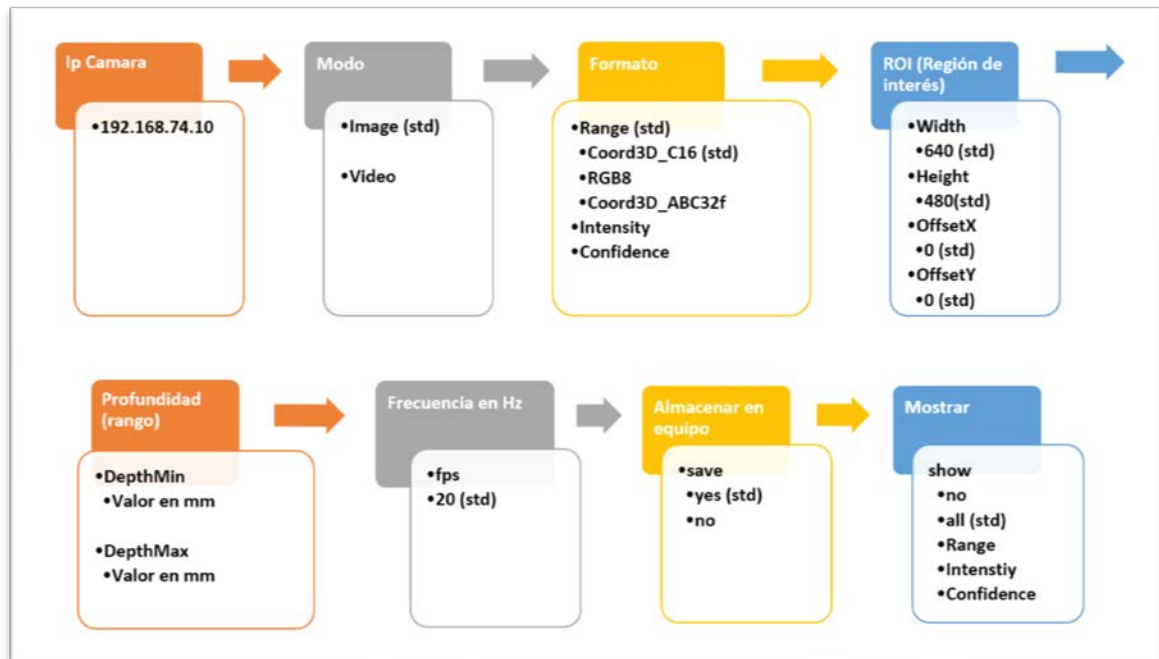 Ip Camara
•192.168.74.10
Modo
•Image (std)
•Video
Formato
•Range (std)
•Coord3D_C16 (std)
•RGB8
•Coord3D_ABC32f
•Intensity
•Confidence
ROI (Región de
interés)
•Width
•640 (std)
•Height
•480(std)
•OffsetX
•0 (std)
•OffsetY
•0 (std)
Profundidad
(rango)
•DepthMin
•Valor en mm
•DepthMax
•Valor en mm
Frecuencia en Hz
•fps
•20 (std)
Almacenar en
equipo
•save
•yes (std)
•no
Mostrar
show
•no
•all (std)
•Range
•Intenstiy
•Confidence